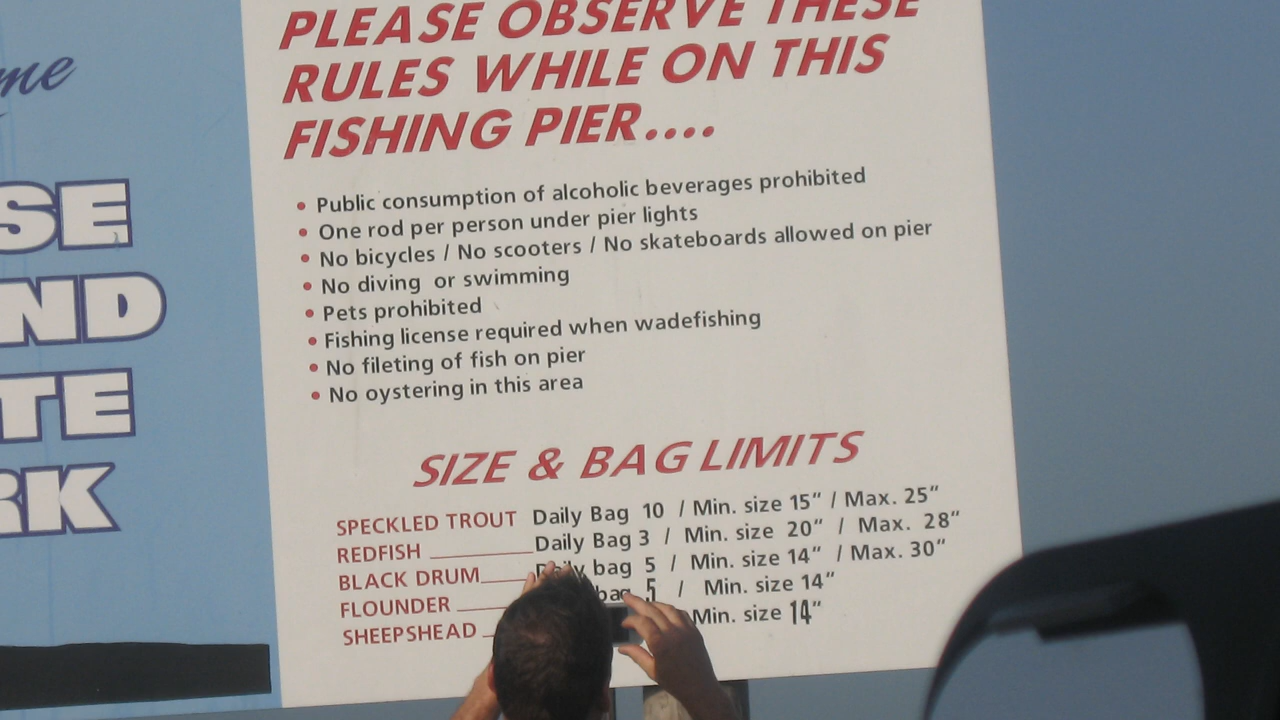 me
SE
ND
TE
RK
PLEASE OBSERVE THESE
RULES WHILE ON THIS
FISHING PIER....
• Public consumption of alcoholic beverages prohibited
• One rod per person under pier lights
• No bicycles / No scooters / No skateboards allowed on pier
• No diving or swimming
• Pets prohibited
• Fishing license required when wadefishing
• No fileting of fish on pier
• No oystering in this area
SIZE & BAG LIMITS
SPECKLED TROUT Daily Bag 10 / Min. size 15" / Max. 25"
REDFISH ________ Daily Bag 3 / Min. size 20" / Max. 28"
BLACK DRUM____ Daily bag 5 / Min. size 14" / Max. 30"
FLOUNDER ____ bag 5 / Min. size 14"
SHEEPSHEAD _ Min. size 14"